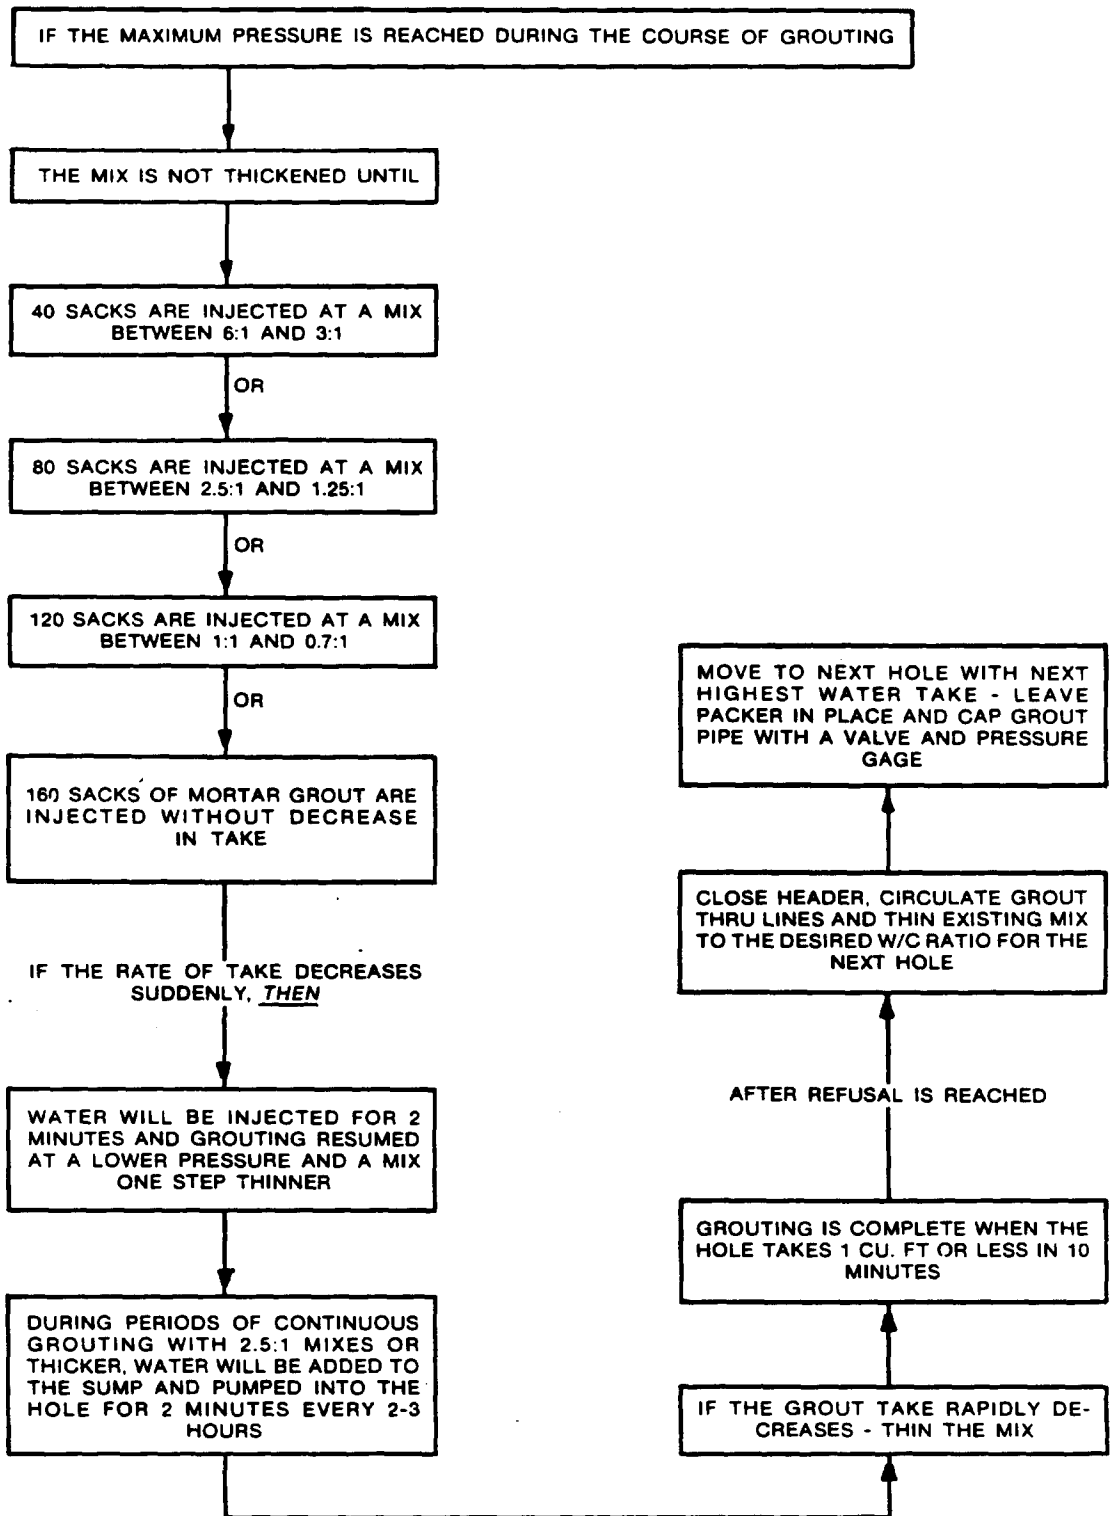 IF THE MAXIMUM PRESSURE IS REACHED DURING THE COURSE OF GROUTING
THE MIX IS NOT THICKENED UNTIL
40 SACKS ARE INJECTED AT A MIX
BETWEEN 6:1 AND 3:1
OR
80 SACKS ARE INJECTED AT A MIX
BETWEEN 2.5:1 AND 1.25:1
OR
120 SACKS ARE INJECTED AT A MIX
BETWEEN 1:1 AND 0.7:1
OR
160 SACKS OF MORTAR GROUT ARE
INJECTED WITHOUT DECREASE
IN TAKE
IF THE RATE OF TAKE DECREASES
SUDDENLY, THEN
WATER WILL BE INJECTED FOR 2
MINUTES AND GROUTING RESUMED
AT A LOWER PRESSURE AND A MIX
ONE STEP THINNER
DURING PERIODS OF CONTINUOUS
GROUTING WITH 2.5:1 MIXES OR
THICKER, WATER WILL BE ADDED TO
THE SUMP AND PUMPED INTO THE
HOLE FOR 2 MINUTES EVERY 2-3
HOURS
IF THE GROUT TAKE RAPIDLY DE-
CREASES - THIN THE MIX
GROUTING IS COMPLETE WHEN THE
HOLE TAKES 1 CU. FT OR LESS IN 10
MINUTES
AFTER REFUSAL IS REACHED
CLOSE HEADER, CIRCULATE GROUT
THRU LINES AND THIN EXISTING MIX
TO THE DESIRED W/C RATIO FOR THE
NEXT HOLE
MOVE TO NEXT HOLE WITH NEXT
HIGHEST WATER TAKE - LEAVE
PACKER IN PLACE AND CAP GROUT
PIPE WITH A VALVE AND PRESSURE
GAGE